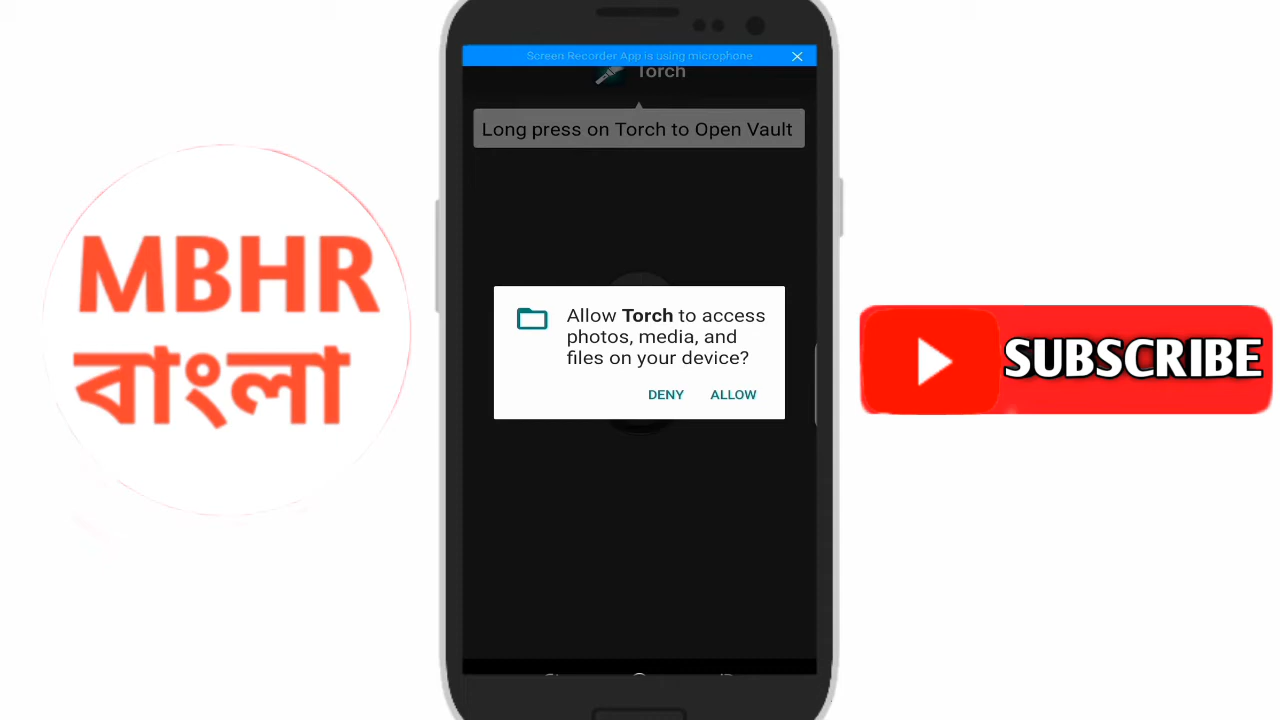 Screen Recorder App is using microphone
Torch
Long press on Torch to Open Vault
MBHR
বাংলা
Allow Torch to access
photos, media, and
files on your device?
DENY ALLOW
SUBSCRIBE